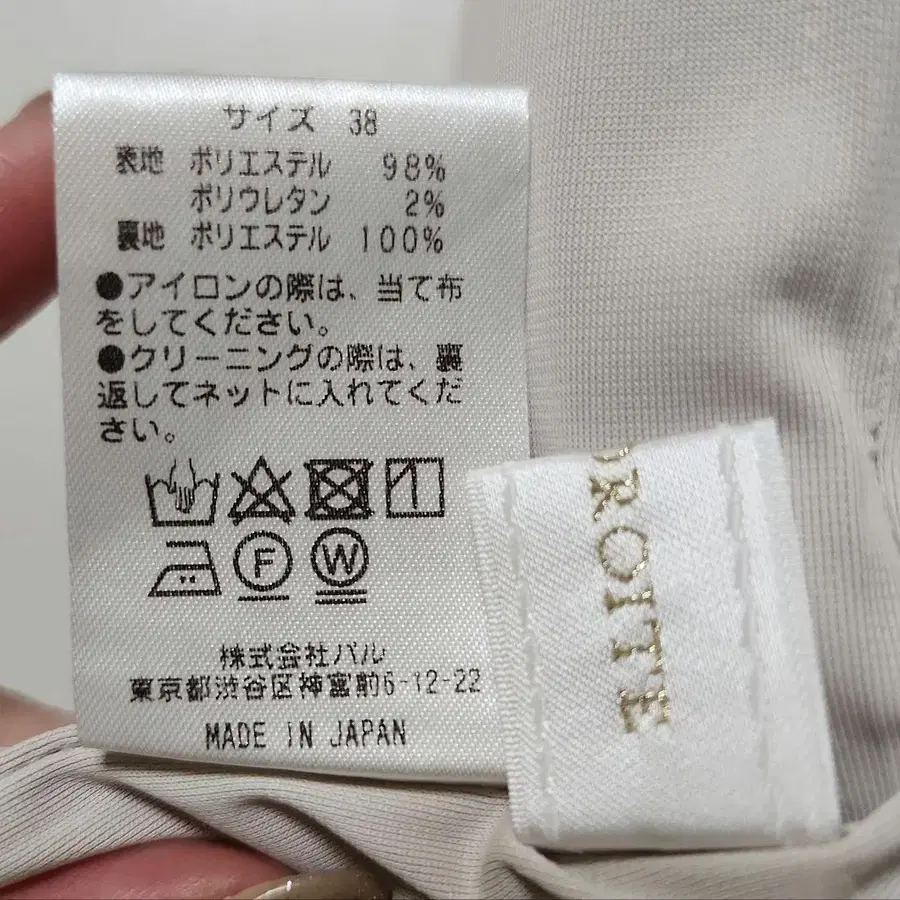 サイズ 38
表地 ポリエステル 98%
ポリウレタン 2%
裏地 ポリエステル 100%
●アイロンの際は、当て布
をしてください。
●クリーニングの際は、裏
返してネットに入れてくだ
さい。
F W
株式会社パル
東京都渋谷区神宮前6-12-22
MADE IN JAPAN
ROITE